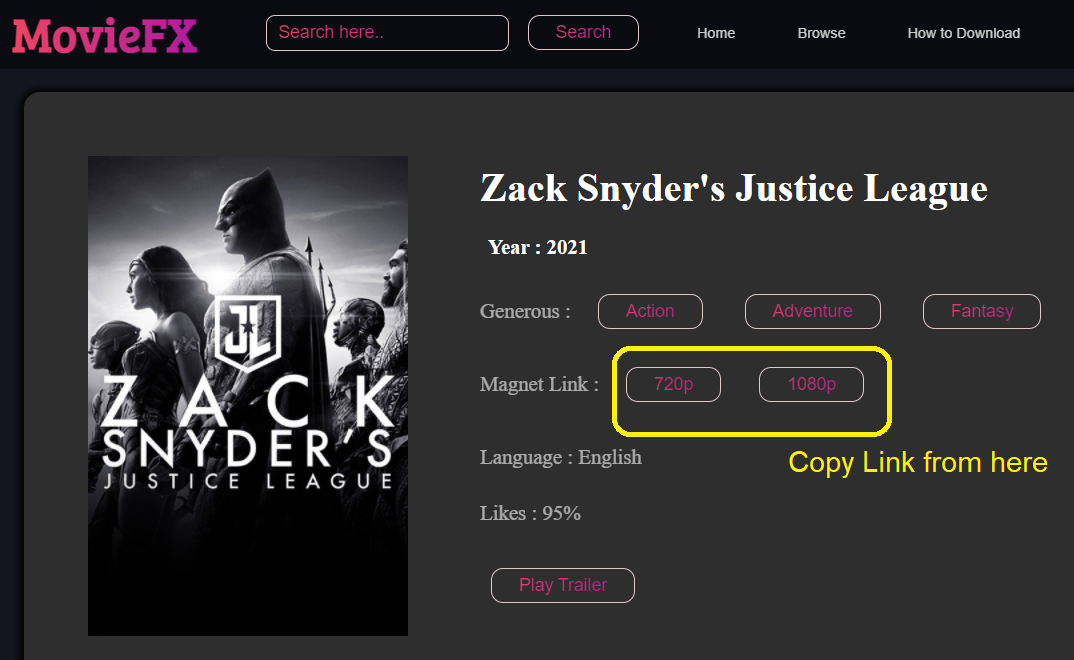 MovieFX
Search here..
Search
Home
Browse
How to Download
Zack Snyder's Justice League
Year : 2021
Generous :
Action
Adventure
Fantasy
Magnet Link :
720p
1080p
Copy Link from here
Language : English
Likes : 95%
Play Trailer
JL
ZACK
SNYDER'S
JUSTICE LEAGUE